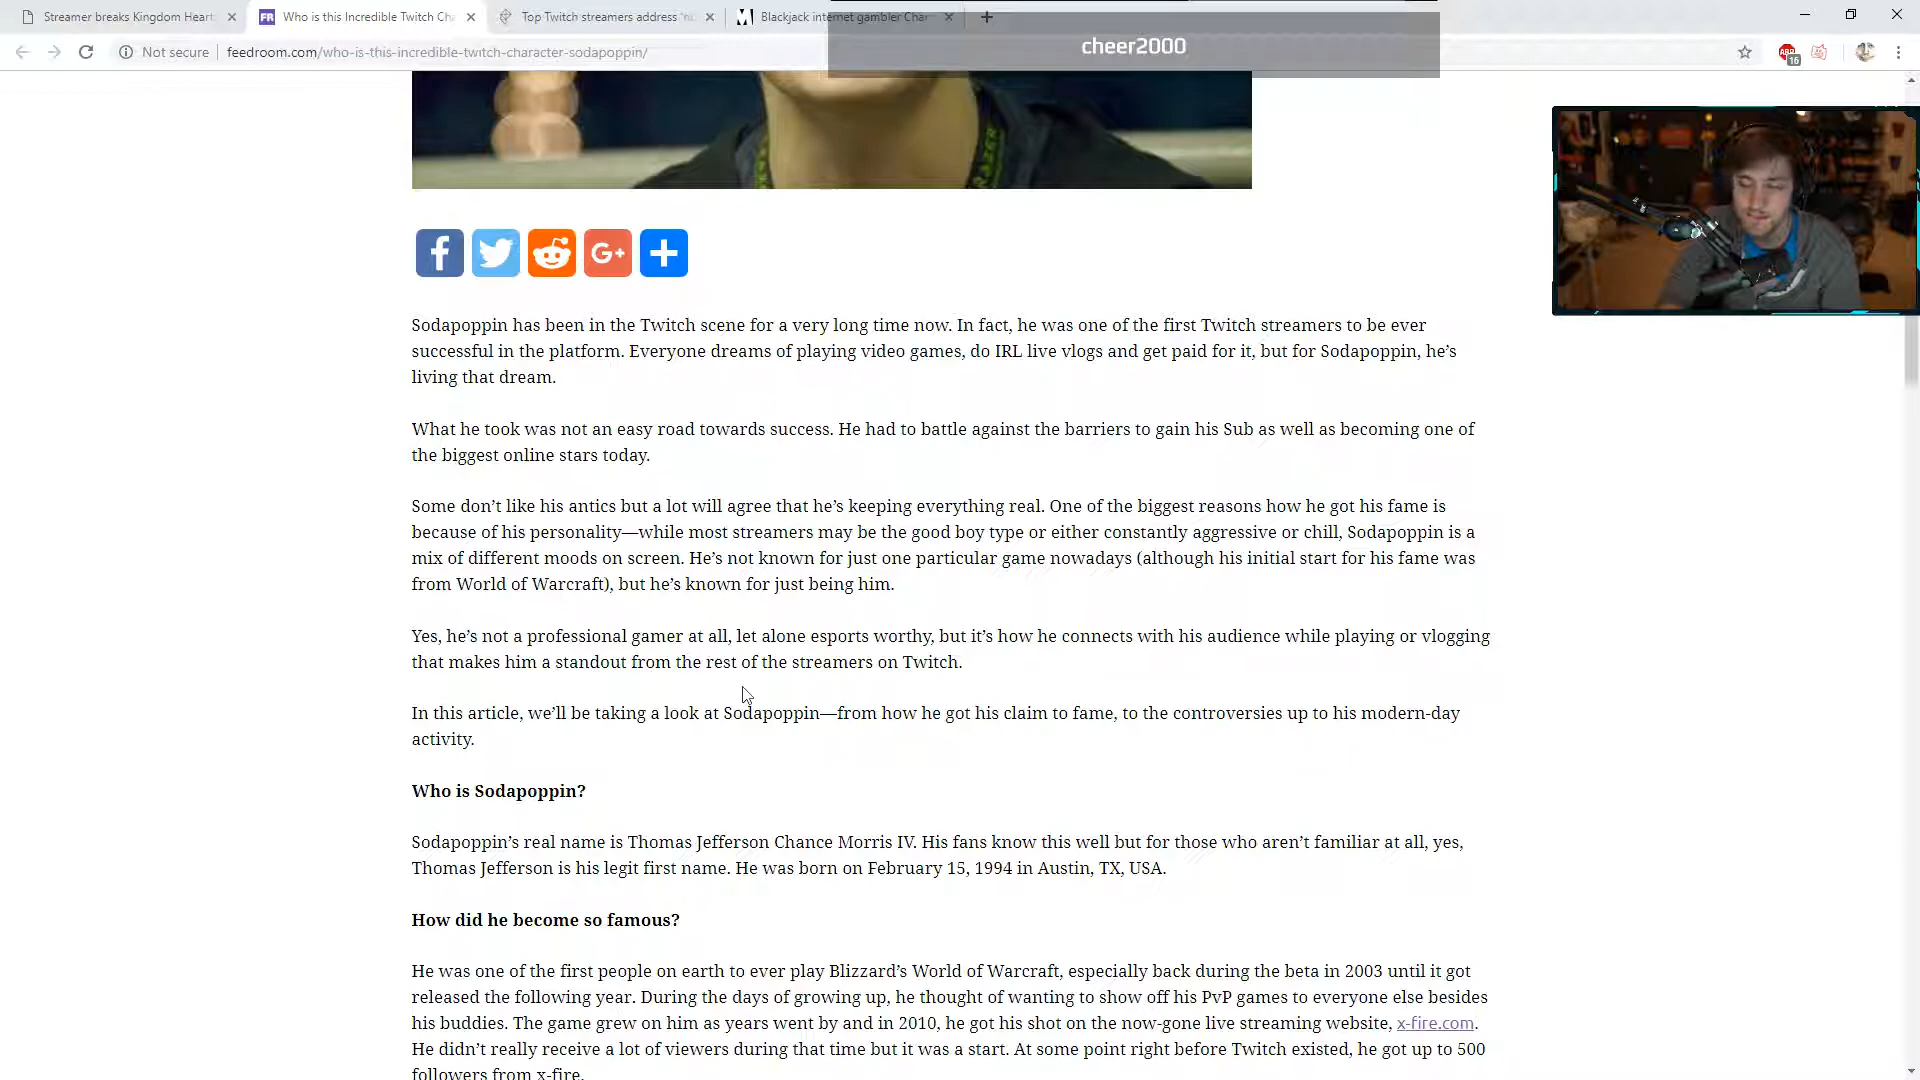 Streamer breaks Kingdom Heart
Who is this Incredible Twitch Cha
Top Twitch streamers address
Blackjack internet gambler Cha
cheer2000
Not secure
feedroom.com/who-is-this-incredible-twitch-character-sodapoppin/
ABP
16
Sodapoppin has been in the Twitch scene for a very long time now. In fact, he was one of the first Twitch streamers to be ever
successful in the platform. Everyone dreams of playing video games, do IRL live vlogs and get paid for it, but for Sodapoppin, he’s
living that dream.
What he took was not an easy road towards success. He had to battle against the barriers to gain his Sub as well as becoming one of
the biggest online stars today.
Some don’t like his antics but a lot will agree that he’s keeping everything real. One of the biggest reasons how he got his fame is
because of his personality—while most streamers may be the good boy type or either constantly aggressive or chill, Sodapoppin is a
mix of different moods on screen. He’s not known for just one particular game nowadays (although his initial start for his fame was
from World of Warcraft), but he’s known for just being him.
Yes, he’s not a professional gamer at all, let alone esports worthy, but it’s how he connects with his audience while playing or vlogging
that makes him a standout from the rest of the streamers on Twitch.
In this article, we’ll be taking a look at Sodapoppin—from how he got his claim to fame, to the controversies up to his modern-day
activity.
Who is Sodapoppin?
Sodapoppin’s real name is Thomas Jefferson Chance Morris IV. His fans know this well but for those who aren’t familiar at all, yes,
Thomas Jefferson is his legit first name. He was born on February 15, 1994 in Austin, TX, USA.
How did he become so famous?
He was one of the first people on earth to ever play Blizzard’s World of Warcraft, especially back during the beta in 2003 until it got
released the following year. During the days of growing up, he thought of wanting to show off his PvP games to everyone else besides
his buddies. The game grew on him as years went by and in 2010, he got his shot on the now-gone live streaming website, x-fire.com.
He didn’t really receive a lot of viewers during that time but it was a start. At some point right before Twitch existed, he got up to 500
followers from x-fire.